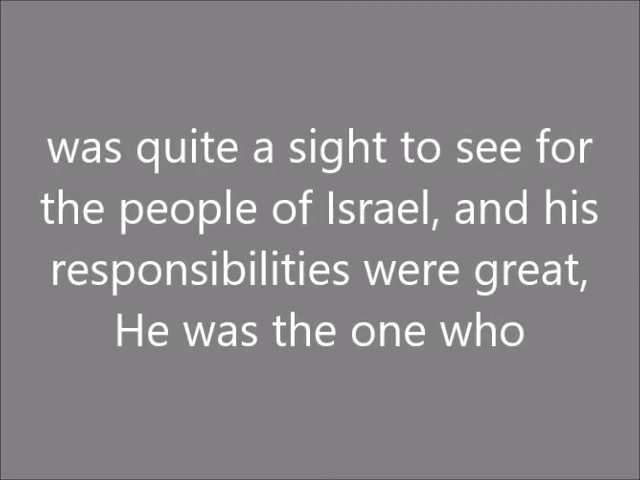 was quite a sight to see for
the people of Israel, and his
responsibilities were great,
He was the one who